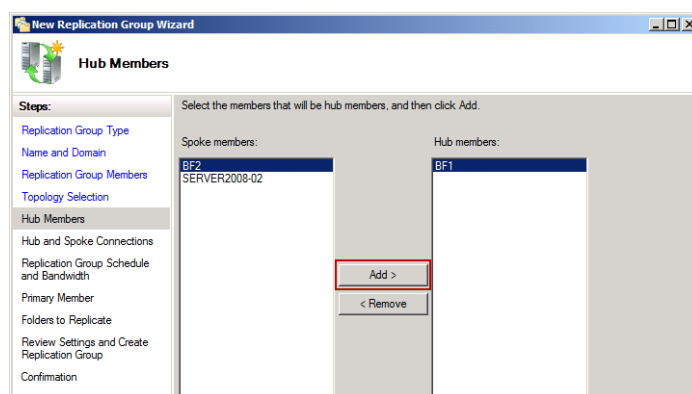 New Replication Group Wizard
Hub Members
Steps:
Replication Group Type
Name and Domain
Replication Group Members
Topology Selection
Hub Members
Hub and Spoke Connections
Replication Group Schedule
and Bandwidth
Primary Member
Folders to Replicate
Review Settings and Create
Replication Group
Confirmation
Select the members that will be hub members, and then click Add.
Spoke members:
BF2
SERVER2008-02
Add >
< Remove
Hub members:
BF1